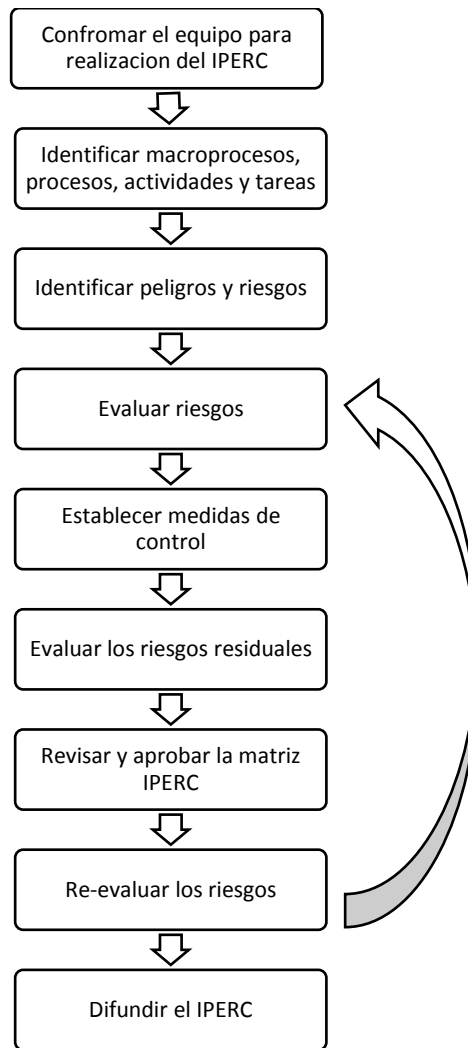 Confromar el equipo para
realizacion del IPERC
Identificar macroprocesos,
procesos, actividades y tareas
Identificar peligros y riesgos
Evaluar riesgos
Establecer medidas de
control
Evaluar los riesgos residuales
Revisar y aprobar la matriz
IPERC
Re-evaluar los riesgos
Difundir el IPERC